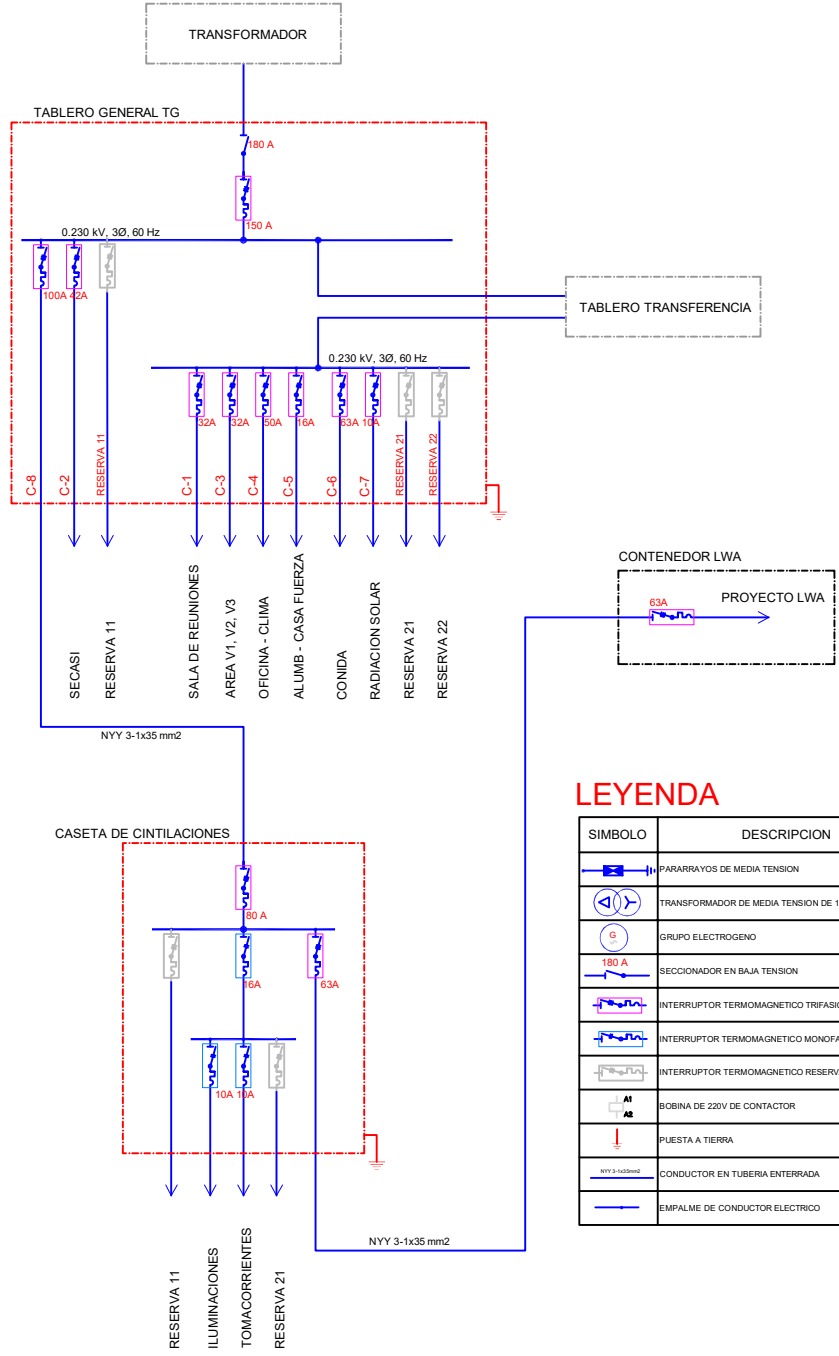 TRANSFORMADOR
TABLERO GENERAL TG
180 A
150 A
0.230 kV, 3Ø, 60 Hz
100A
42A
TABLERO TRANSFERENCIA
0.230 kV, 3Ø, 60 Hz
32A
32A
50A
16A
63A
10A
C-8
C-2
RESERVA 11
C-1
C-3
C-4
C-5
C-6
C-7
RESERVA 21
RESERVA 22
SECASI
RESERVA 11
SALA DE REUNIONES
AREA V1, V2, V3
OFICINA - CLIMA
ALUMB - CASA FUERZA
CONIDA
RADIACION SOLAR
RESERVA 21
RESERVA 22
CONTENEDOR LWA
63A
PROYECTO LWA
NYY 3-1x35 mm2
CASETA DE CINTILACIONES
80 A
16A
63A
10A
10A
RESERVA 11
ILUMINACIONES
TOMACORRIENTES
RESERVA 21
NYY 3-1x35 mm2
LEYENDA
SIMBOLO
DESCRIPCION
PARARRAYOS DE MEDIA TENSION
TRANSFORMADOR DE MEDIA TENSION DE 1
G
GRUPO ELECTROGENO
180 A
SECCIONADOR EN BAJA TENSION
INTERRUPTOR TERMOMAGNETICO TRIFASIC
INTERRUPTOR TERMOMAGNETICO MONOFA
INTERRUPTOR TERMOMAGNETICO RESERV
A1
A2
BOBINA DE 220V DE CONTACTOR
PUESTA A TIERRA
NYY 3-1x35mm2
CONDUCTOR EN TUBERIA ENTERRADA
EMPALME DE CONDUCTOR ELECTRICO